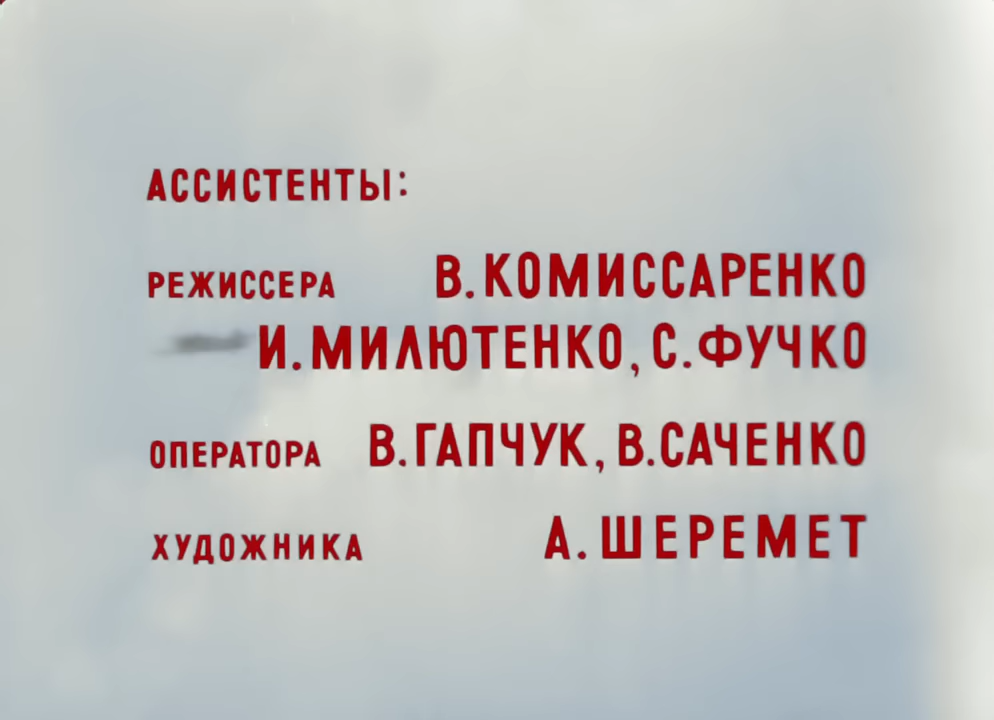 АССИСТЕНТЫ:
РЕЖИССЕРА В.КОМИССАРЕНКО
И.МИЛЮТЕНКО, С.ФУЧКО
ОПЕРАТОРА В.ГАПЧУК, В.САЧЕНКО
ХУДОЖНИКА А.ШЕРЕМЕТ